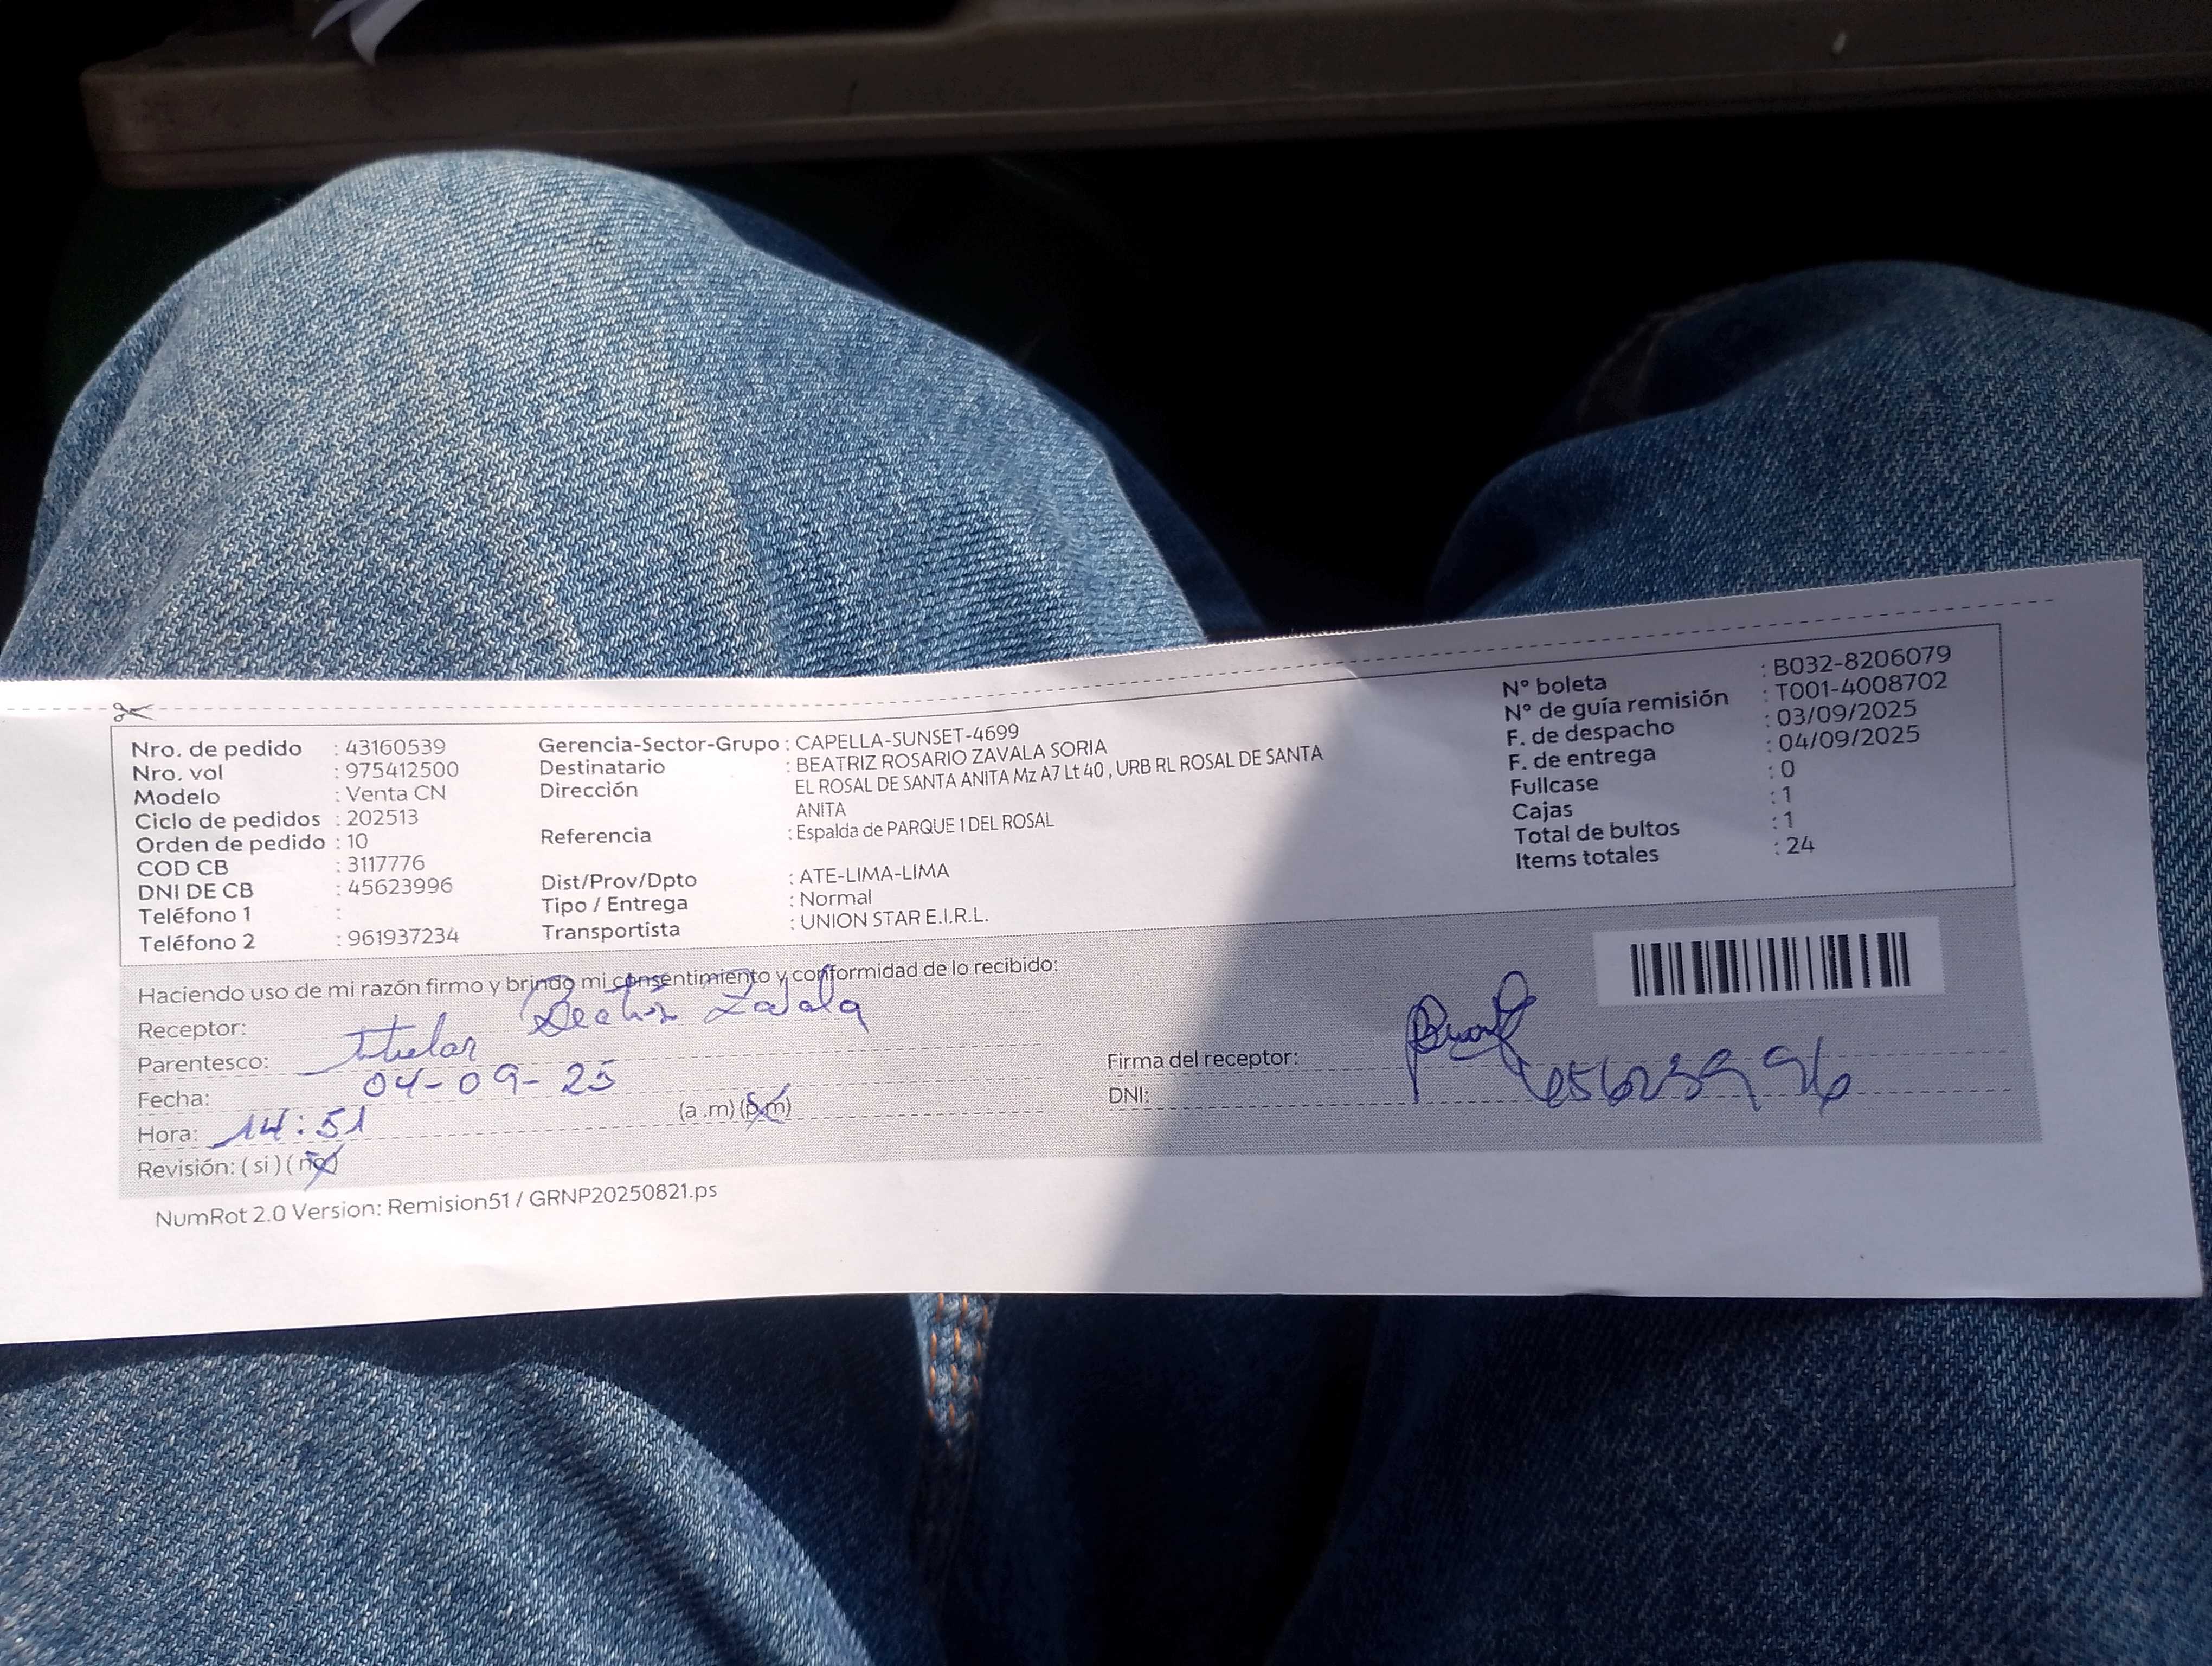 Nro. de pedido : 43160539
Nro. vol : 975412500
Modelo : Venta CN
Ciclo de pedidos : 202513
Orden de pedido : 10
COD CB : 3117776
DNI DE CB : 45623996
Teléfono 1 :
Teléfono 2 : 961937234
Gerencia-Sector-Grupo : CAPELLA-SUNSET-4699
Destinatario : BEATRIZ ROSARIO ZAVALA SORIA
Dirección EL ROSAL DE SANTA ANITA Mz A7 Lt 40 , URB RL ROSAL DE SANTA
ANITA
Referencia : Espalda de PARQUE 1 DEL ROSAL
Dist/Prov/Dpto : ATE-LIMA-LIMA
Tipo / Entrega : Normal
Transportista : UNION STAR E.I.R.L.
N° boleta : B032-8206079
N° de guía remisión : T001-4008702
F. de despacho : 03/09/2025
F. de entrega : 04/09/2025
Fullcase : 0
Cajas : 1
Total de bultos : 1
Items totales : 24
Haciendo uso de mi razón firmo y brindo mi consentimiento y conformidad de lo recibido:
Receptor: Beatriz Zavala
Parentesco: titular
Fecha: 04-09-25
Hora: 14:51 (a .m) (p.m)
Revisión: ( si ) ( no )
Firma del receptor:
DNI: 45623996
NumRot 2.0 Version: Remision51 / GRNP20250821.ps